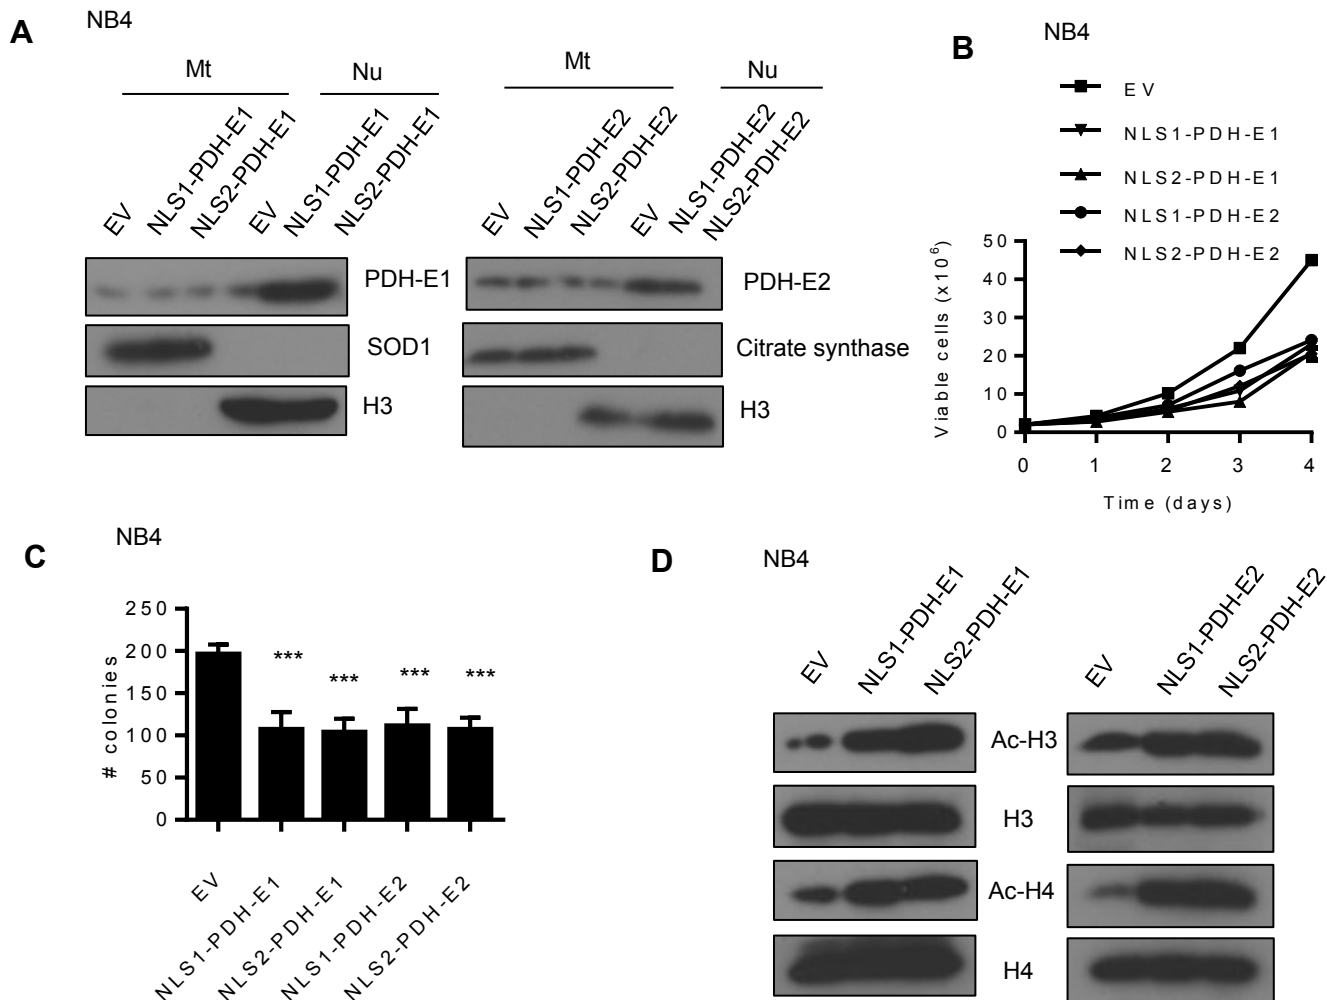 A
NB4
Mt
Nu
EV
NLS1-PDH-E1
NLS2-PDH-E1
EV
NLS1-PDH-E1
NLS2-PDH-E1
PDH-E1
SOD1
H3
Mt
Nu
EV
NLS1-PDH-E2
NLS2-PDH-E2
EV
NLS1-PDH-E2
NLS2-PDH-E2
PDH-E2
Citrate synthase
H3
B
NB4
EV
NLS1-PDH-E1
NLS2-PDH-E1
NLS1-PDH-E2
NLS2-PDH-E2
Viable cells (x10⁶)
50
40
30
20
10
0
0 1 2 3 4
Time (days)
C
NB4
# colonies
250
200
150
100
50
0
*** *** *** ***
EV
NLS1-PDH-E1
NLS2-PDH-E1
NLS1-PDH-E2
NLS2-PDH-E2
D
NB4
EV
NLS1-PDH-E1
NLS2-PDH-E1
EV
NLS1-PDH-E2
NLS2-PDH-E2
Ac-H3
H3
Ac-H4
H4